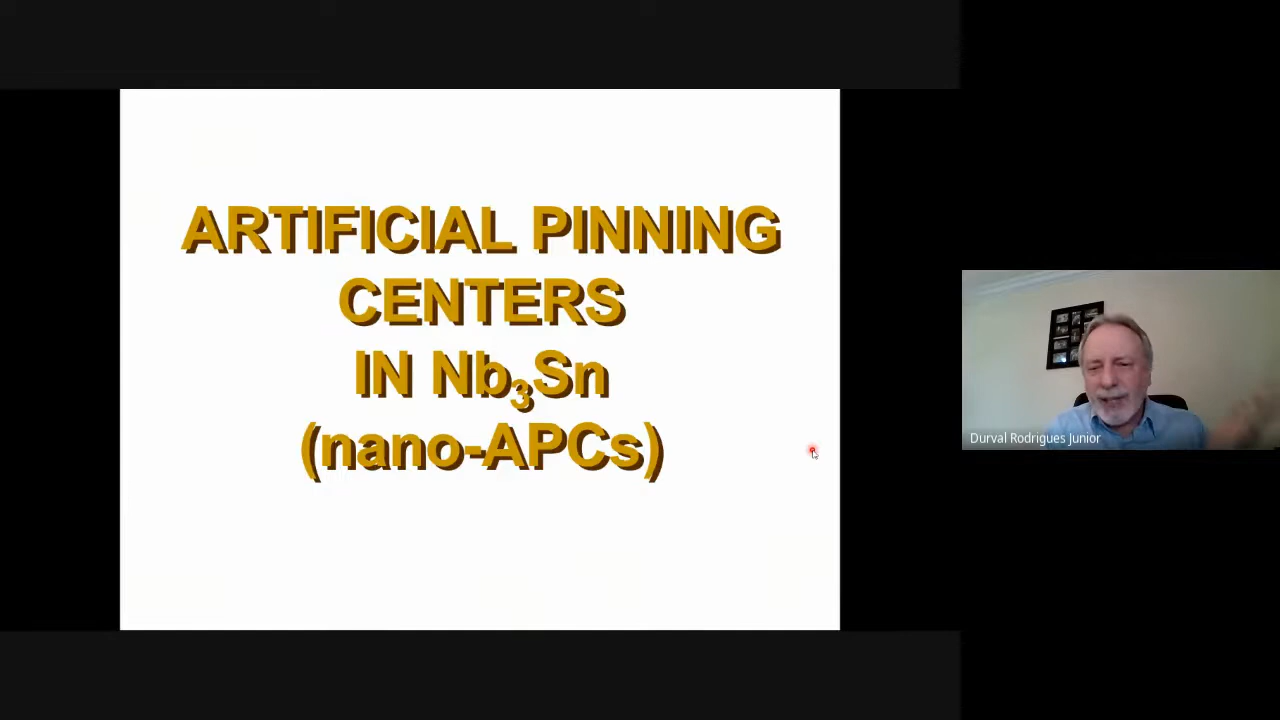 ARTIFICIAL PINNING
CENTERS
IN Nb₃Sn
(nano-APCs)
Durval Rodrigues Junior